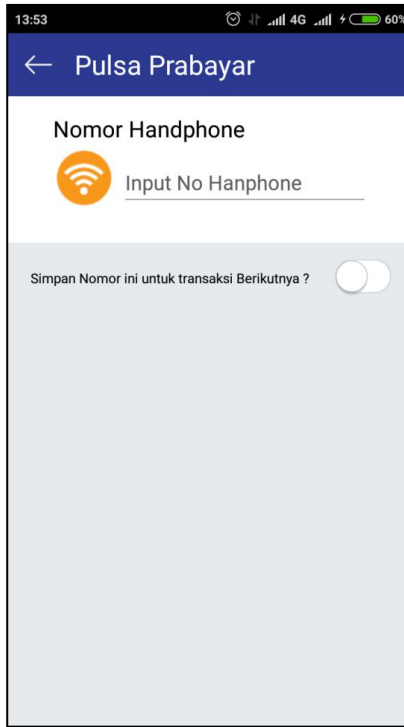 13:53 4G 60%
Pulsa Prabayar
Nomor Handphone
Input No Hanphone
Simpan Nomor ini untuk transaksi Berikutnya ?